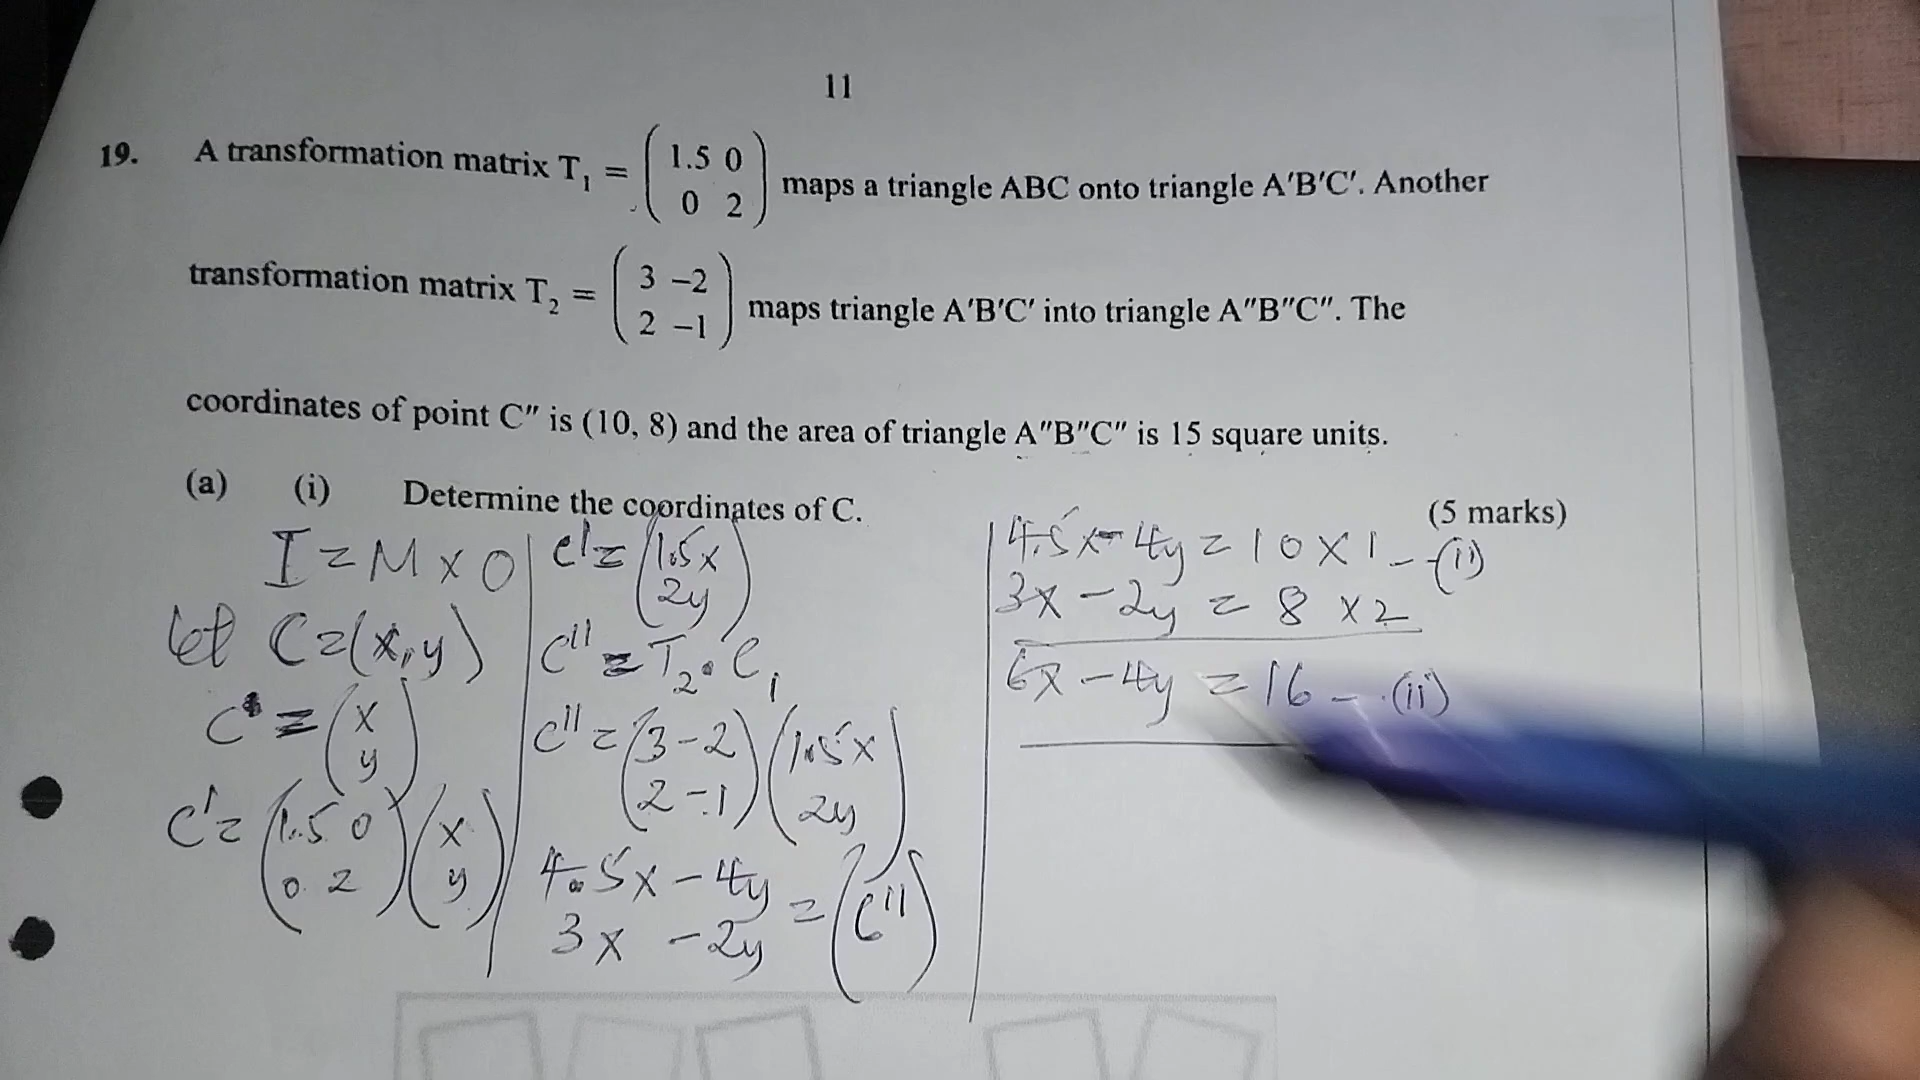 11
19. A transformation matrix T₁ = (1.5 0 / 0 2) maps a triangle ABC onto triangle A′B′C′. Another
transformation matrix T₂ = (3 −2 / 2 −1) maps triangle A′B′C′ into triangle A″B″C″. The
coordinates of point C″ is (10, 8) and the area of triangle A″B″C″ is 15 square units.
(a) (i) Determine the coordinates of C. (5 marks)
I = M × O
let C = (x, y)
C = (x / y)
C' = (1.5 0 / 0 2)(x / y)
C' = (1.5x / 2y)
C'' = T₂ . C₁
C'' = (3 -2 / 2 -1)(1.5x / 2y)
4.5x - 4y
3x - 2y = (C'')
4.5x - 4y = 10 × 1 - (i)
3x - 2y = 8 × 2
6x - 4y = 16 - (ii)